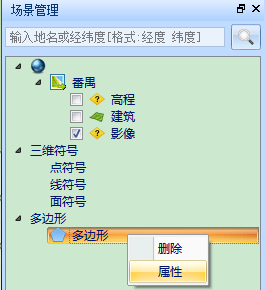 场景管理
输入地名或经纬度[格式:经度 纬度]
番禺
高程
建筑
影像
三维符号
点符号
线符号
面符号
多边形
多边形
删除
属性